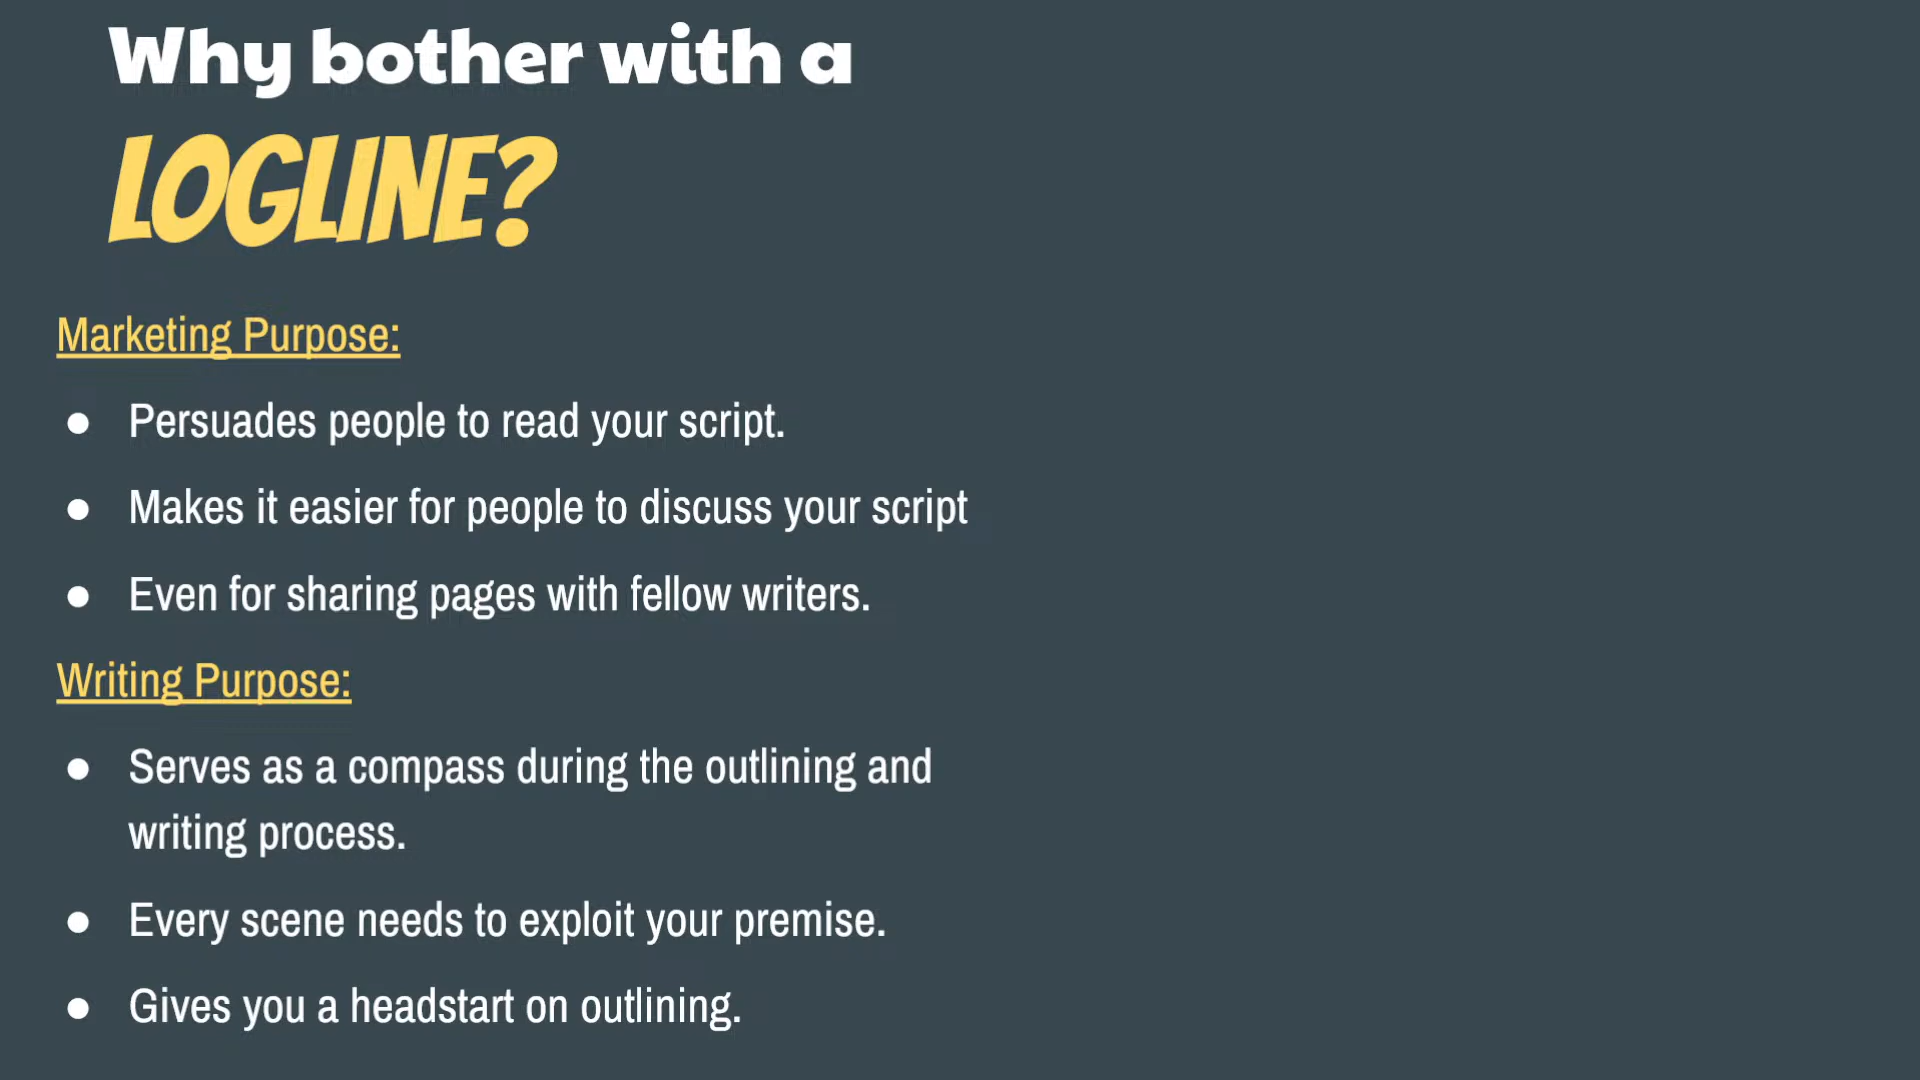 Why bother with a
LOGLINE?
Marketing Purpose:
● Persuades people to read your script.
● Makes it easier for people to discuss your script
● Even for sharing pages with fellow writers.
Writing Purpose:
● Serves as a compass during the outlining and
writing process.
● Every scene needs to exploit your premise.
● Gives you a headstart on outlining.